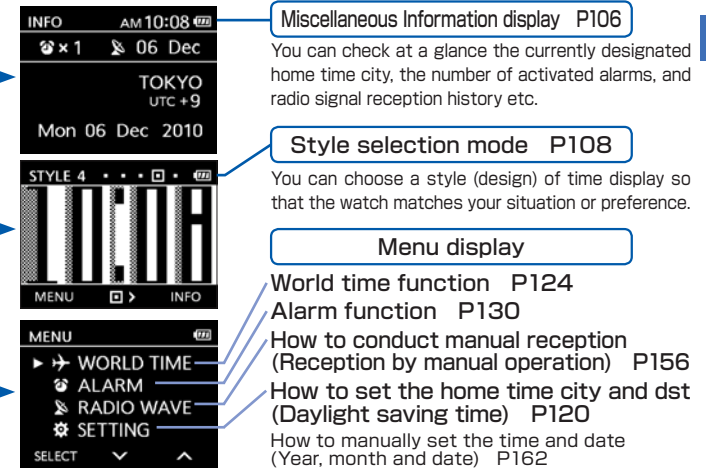 INFO AM 10:08
× 1 06 Dec
TOKYO
UTC +9
Mon 06 Dec 2010
Miscellaneous Information display P106
You can check at a glance the currently designated
home time city, the number of activated alarms, and
radio signal reception history etc.
STYLE 4
MENU > INFO
Style selection mode P108
You can choose a style (design) of time display so
that the watch matches your situation or preference.
Menu display
MENU
WORLD TIME
ALARM
RADIO WAVE
SETTING
SELECT
World time function P124
Alarm function P130
How to conduct manual reception
(Reception by manual operation) P156
How to set the home time city and dst
(Daylight saving time) P120
How to manually set the time and date
(Year, month and date) P162